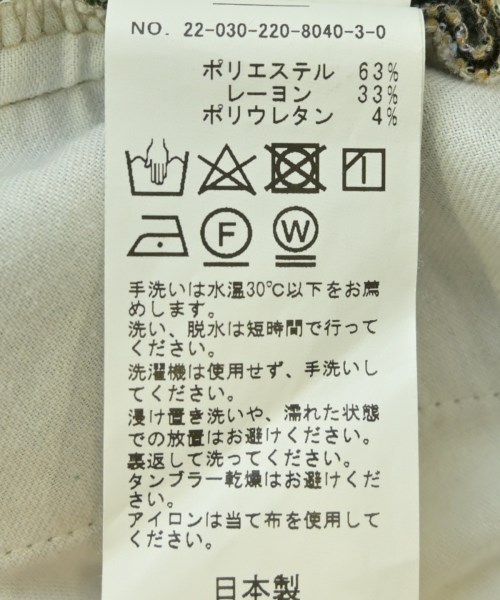 NO. 22-030-220-8040-3-0
ポリエステル 63%
レーヨン 33%
ポリウレタン 4%
F
W
手洗いは水温30℃以下をお薦
めします。
洗い、脱水は短時間で行って
ください。
洗濯機は使用せず、手洗いし
てください。
浸け置き洗いや、濡れた状態
での放置はお避けください。
裏返して洗ってください。
タンブラー乾燥はお避けくだ
さい。
アイロンは当て布を使用して
ください。
日本製